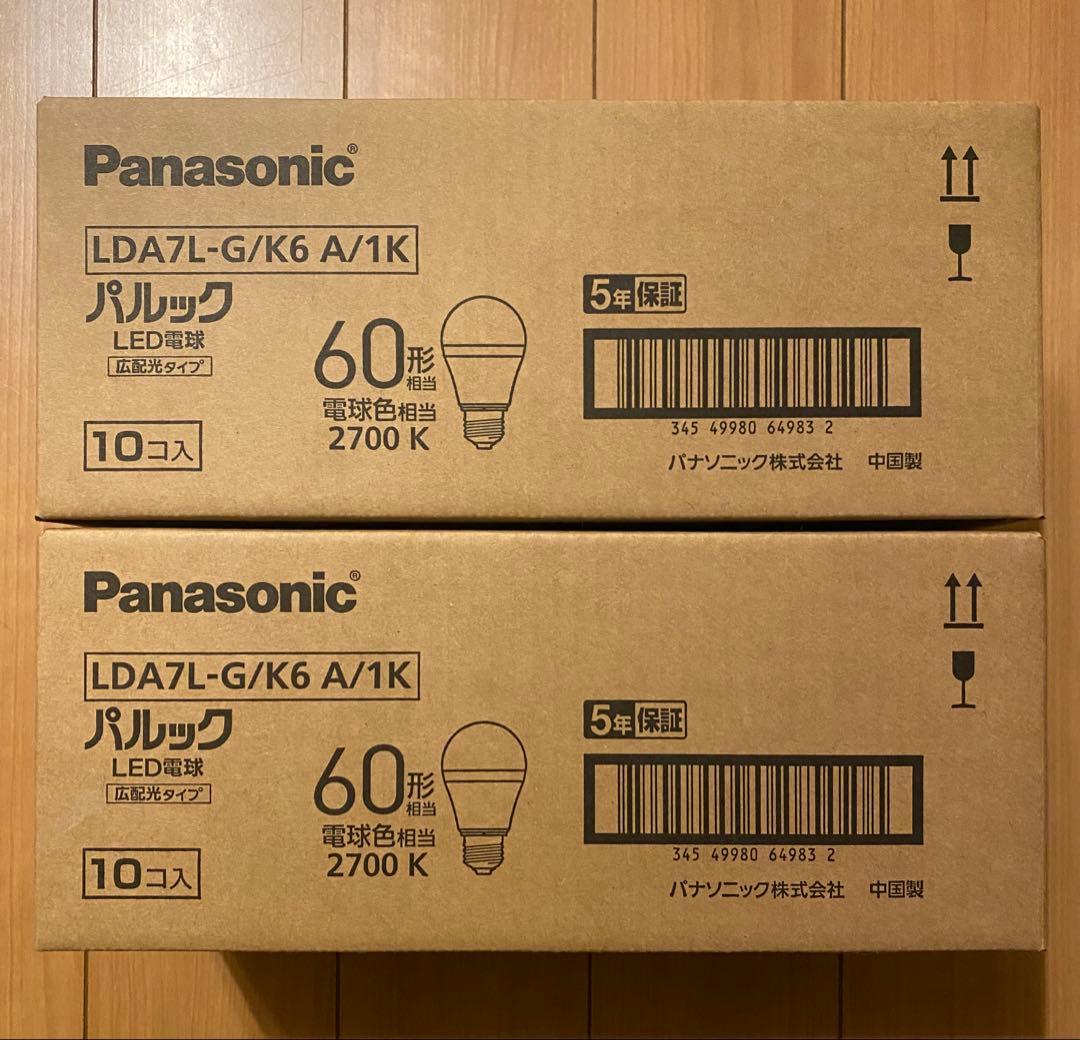 Panasonic®
LDA7L-G/K6 A/1K
パルック
LED電球
広配光タイプ
10コ入
60形
相当
電球色相当
2700 K
5年保証
345 49980 64983 2
パナソニック株式会社 中国製
Panasonic®
LDA7L-G/K6 A/1K
パルック
LED電球
広配光タイプ
10コ入
60形
相当
電球色相当
2700 K
5年保証
345 49980 64983 2
パナソニック株式会社 中国製